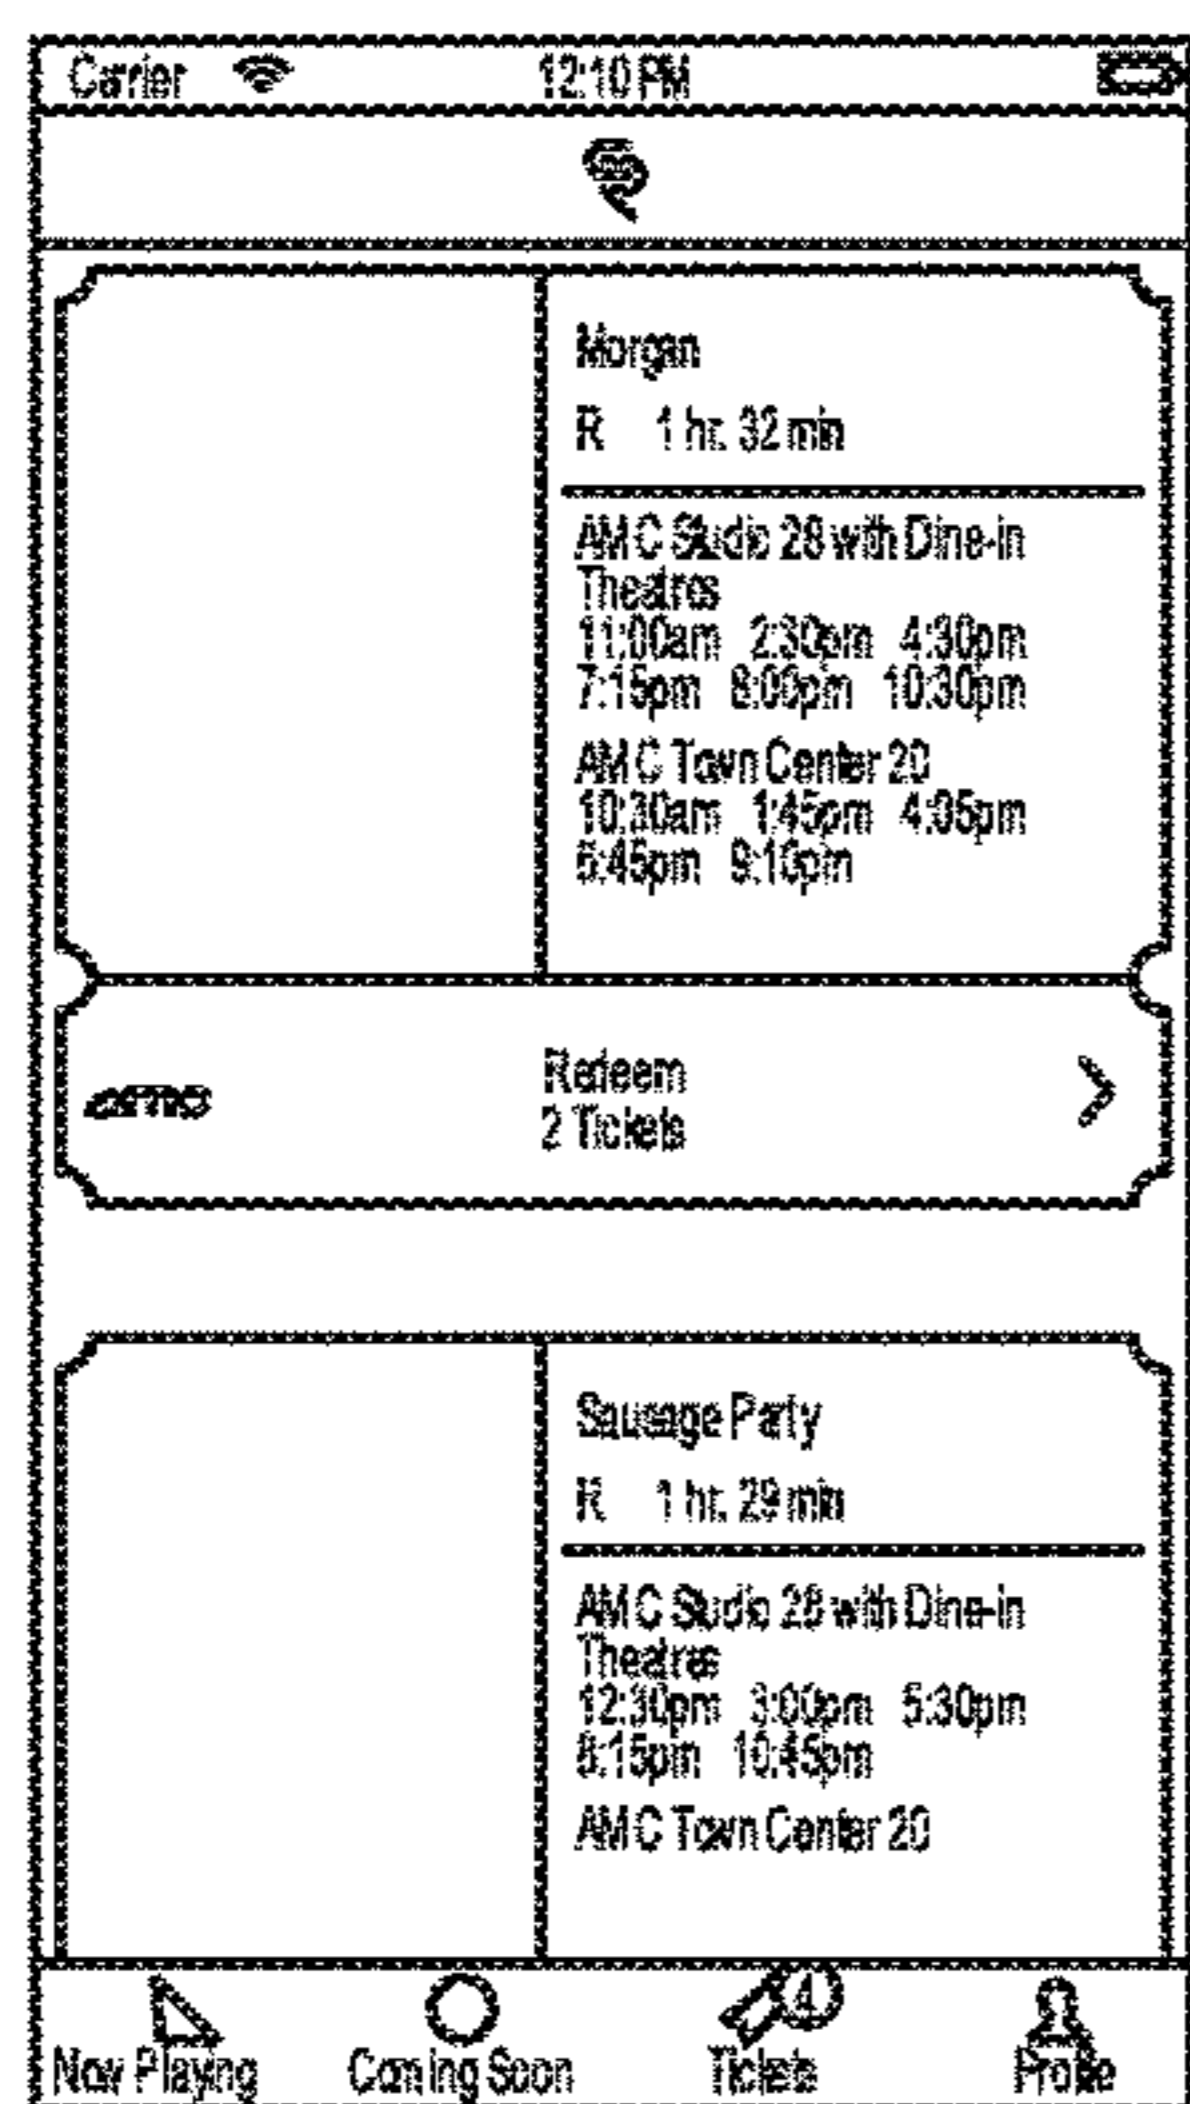 Carrier 12:10 PM
Morgan
R 1 hr. 32 min
AMC Studio 28 with Dine-in
Theatres
11:00am 2:30pm 4:30pm
7:15pm 8:00pm 10:30pm
AMC Town Center 20
10:30am 1:45pm 4:05pm
9:10pm
amc
Redeem
2 Tickets
Sausage Party
R 1 hr. 29 min
AMC Studio 28 with Dine-in
Theatres
12:30pm 3:00pm 5:30pm
8:15pm 10:45pm
AMC Town Center 20
4
Now Playing Coming Soon Tickets Profile